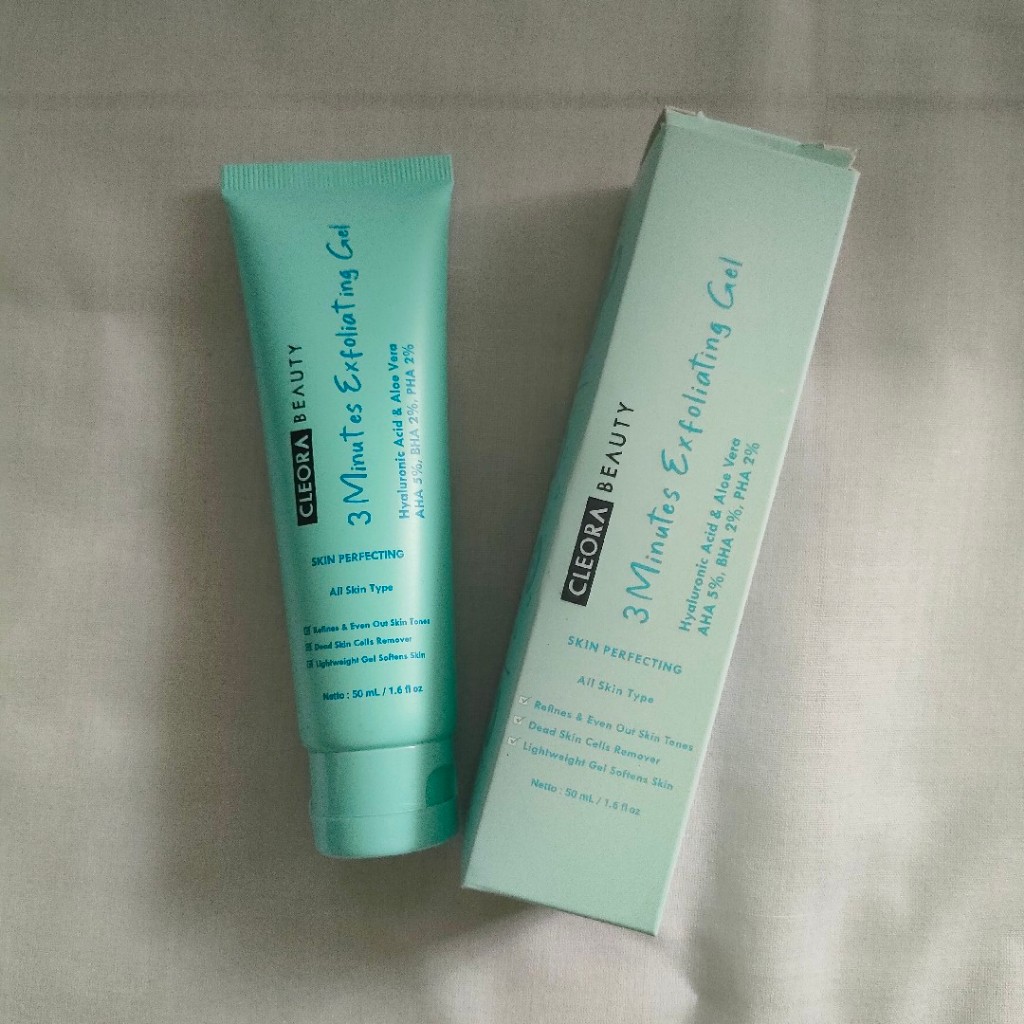 CLEORA BEAUTY
3 Minutes Exfoliating Gel
Hyaluronic Acid & Aloe Vera
AHA 5%, BHA 2%, PHA 2%
SKIN PERFECTING
All Skin Type
Refines & Even Out Skin Tones
Dead Skin Cells Remover
Lightweight Gel Softens Skin
Netto : 50 mL / 1.6 fl oz
CLEORA BEAUTY
3 Minutes Exfoliating Gel
Hyaluronic Acid & Aloe Vera
AHA 5%, BHA 2%, PHA 2%
SKIN PERFECTING
All Skin Type
Refines & Even Out Skin Tones
Dead Skin Cells Remover
Lightweight Gel Softens Skin
Netto : 50 mL / 1.6 fl oz